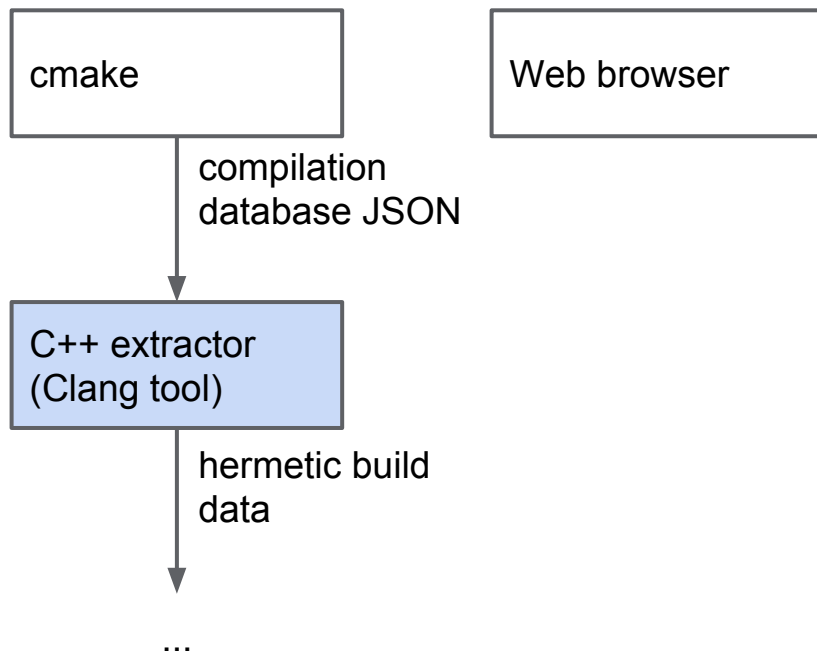 cmake
Web browser
compilation
database JSON
C++ extractor
(Clang tool)
hermetic build
data
...